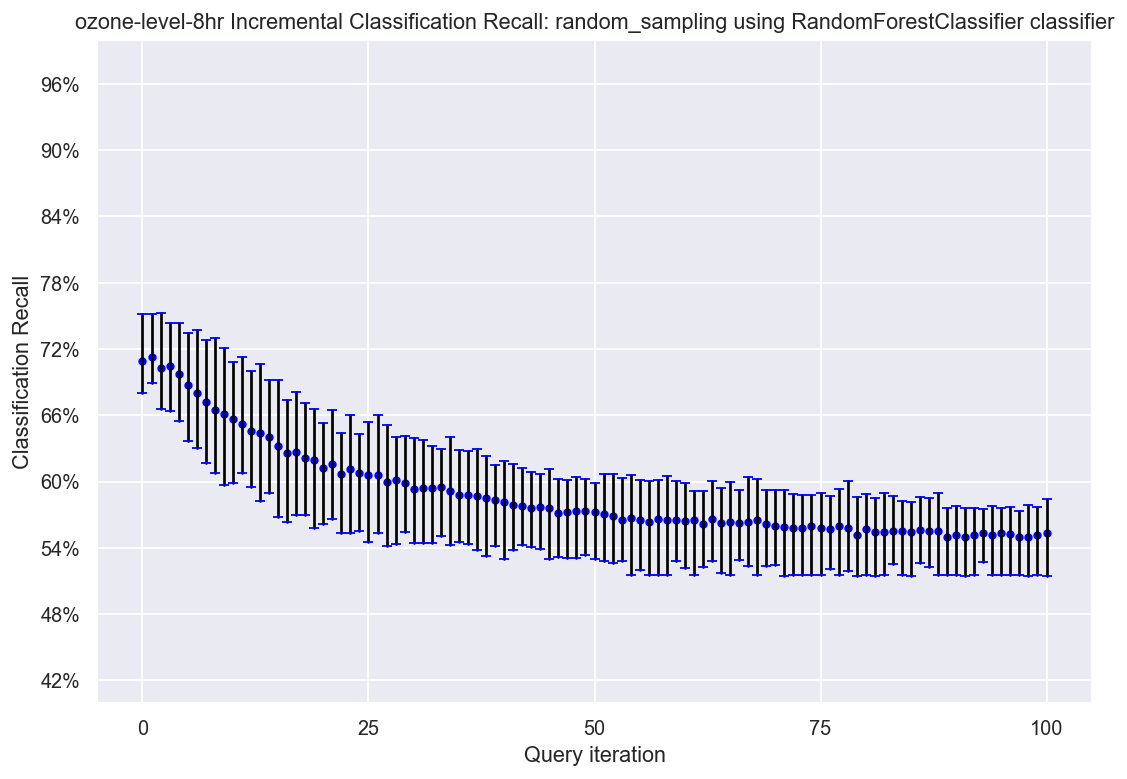 ozone-level-8hr Incremental Classification Recall: random_sampling using RandomForestClassifier classifier
96%
90%
84%
78%
72%
66%
60%
54%
48%
42%
Classification Recall
0 25 50 75 100
Query iteration